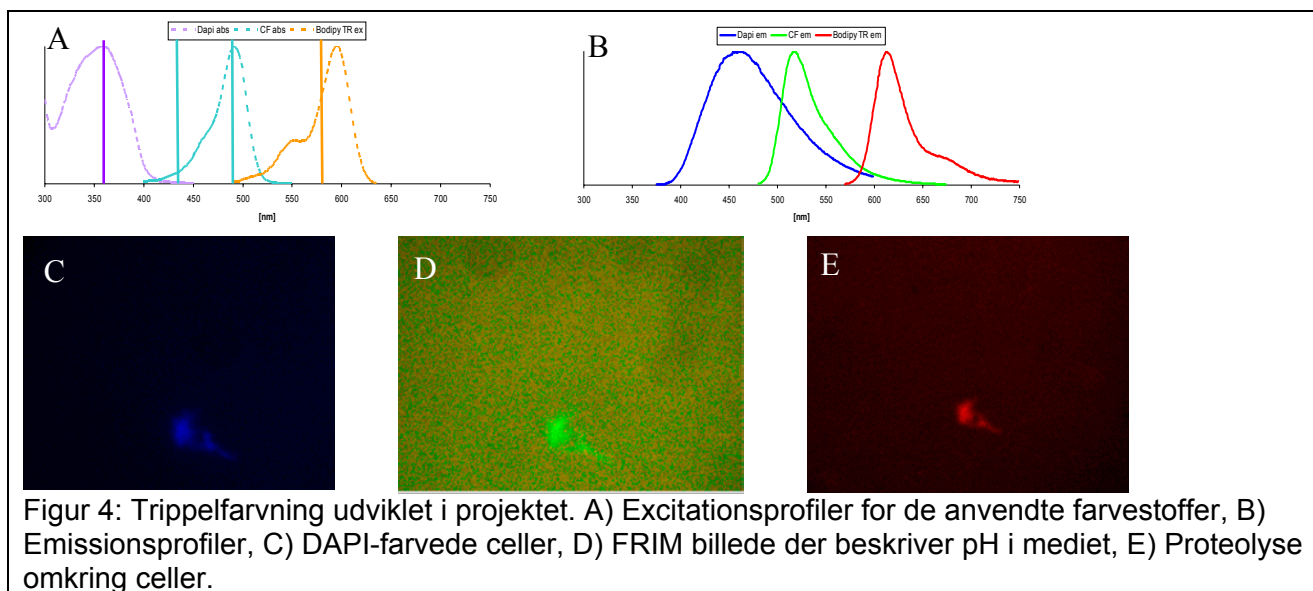 A
Dapi abs CF abs Bodipy TR ex
300 350 400 450 500 550 600 650 700 750
[nm]
B
Dapi em CF em Bodipy TR em
350 400 450 500 550 600 650 700 750
[nm]
C
D
E
Figur 4: Trippelfarvning udviklet i projektet. A) Excitationsprofiler for de anvendte farvestoffer, B)
Emissionsprofiler, C) DAPI-farvede celler, D) FRIM billede der beskriver pH i mediet, E) Proteolyse
omkring celler.